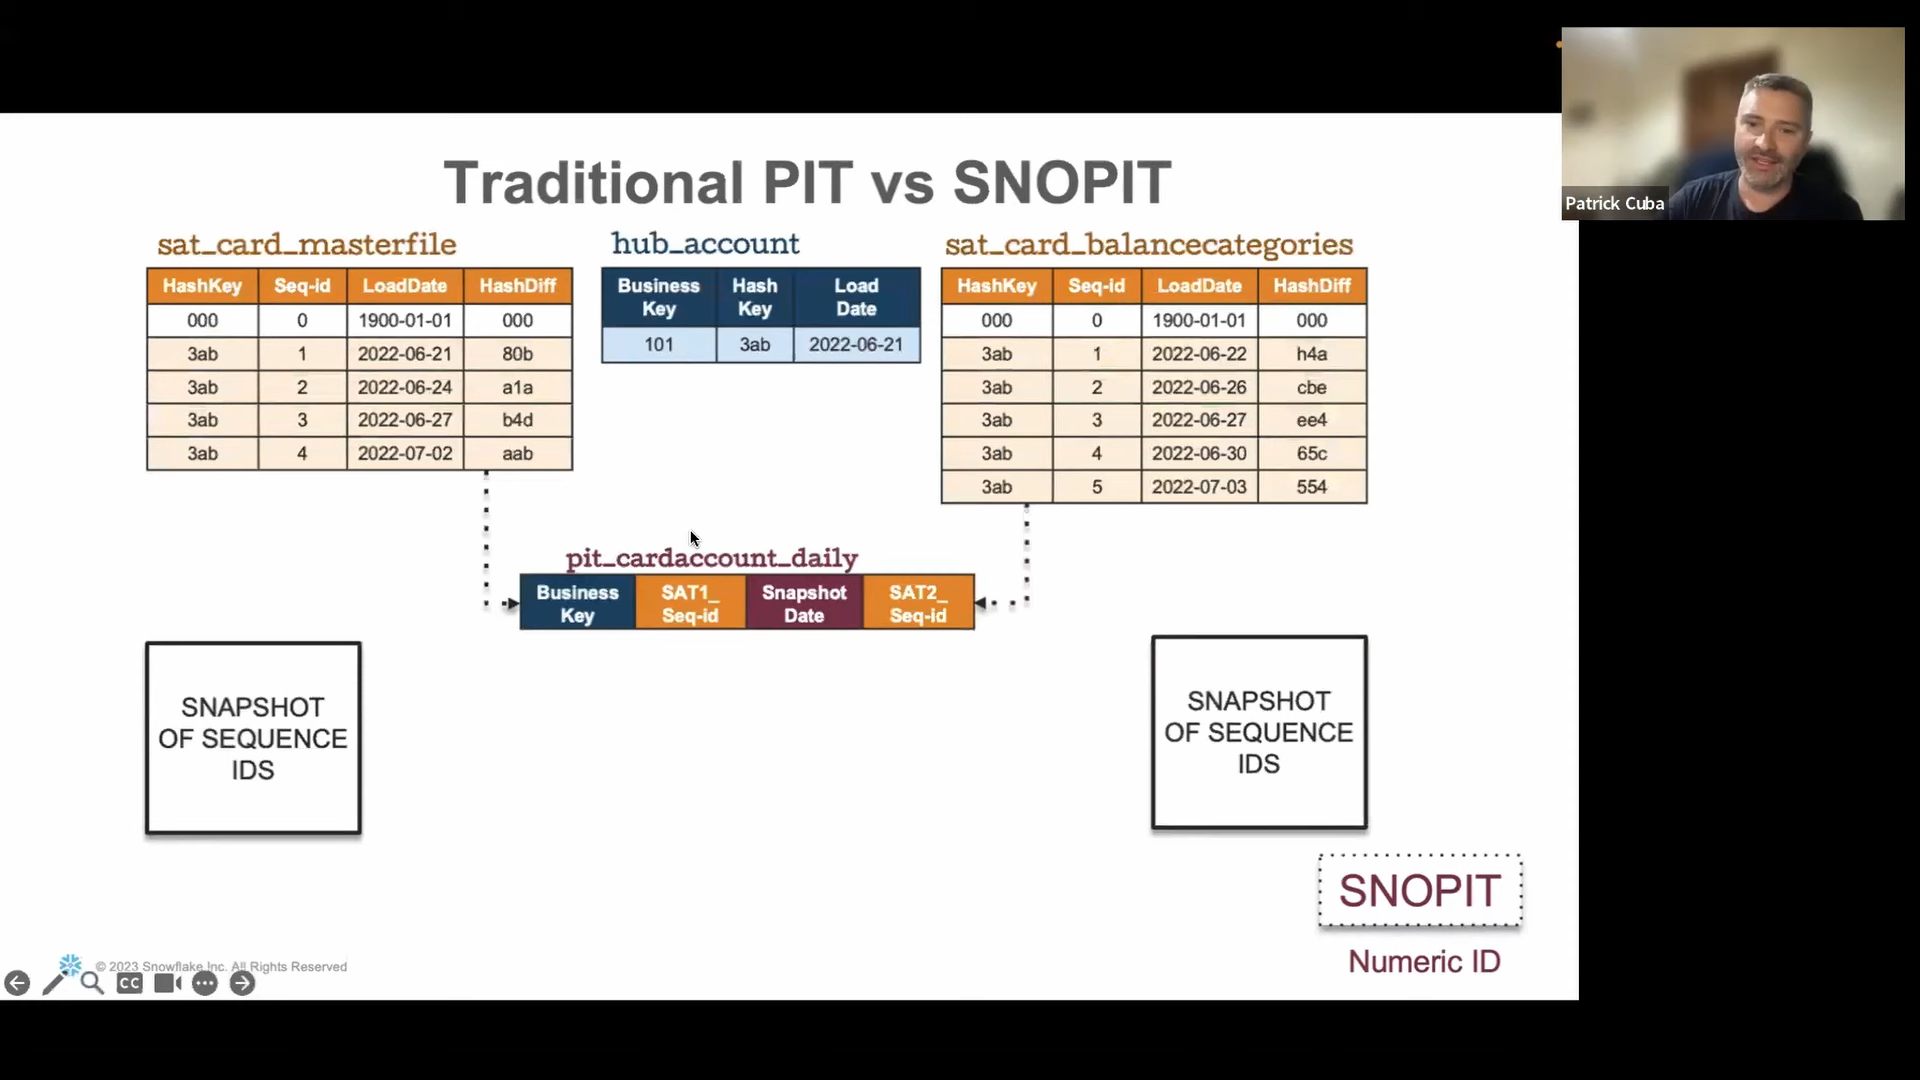 Patrick Cuba
Traditional PIT vs SNOPIT
sat_card_masterfile
HashKey Seq-id LoadDate HashDiff
000 0 1900-01-01 000
3ab 1 2022-06-21 80b
3ab 2 2022-06-24 a1a
3ab 3 2022-06-27 b4d
3ab 4 2022-07-02 aab
hub_account
Business Hash Load
Key Key Date
101 3ab 2022-06-21
sat_card_balancecategories
HashKey Seq-id LoadDate HashDiff
000 0 1900-01-01 000
3ab 1 2022-06-22 h4a
3ab 2 2022-06-26 cbe
3ab 3 2022-06-27 ee4
3ab 4 2022-06-30 65c
3ab 5 2022-07-03 554
pit_cardaccount_daily
Business SAT1_ Snapshot SAT2_
Key Seq-id Date Seq-id
SNAPSHOT
OF SEQUENCE
IDS
SNAPSHOT
OF SEQUENCE
IDS
SNOPIT
Numeric ID
© 2023 Snowflake Inc. All Rights Reserved
CC